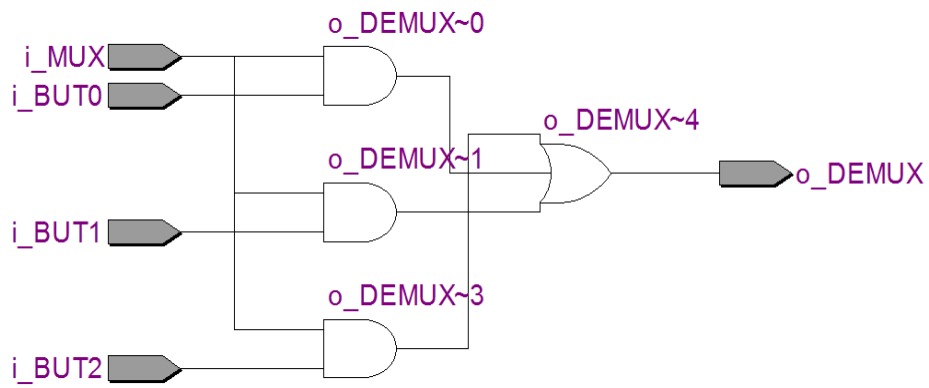 o_DEMUX~0
i_MUX
i_BUT0
o_DEMUX~4
o_DEMUX~1
o_DEMUX
i_BUT1
o_DEMUX~3
i_BUT2